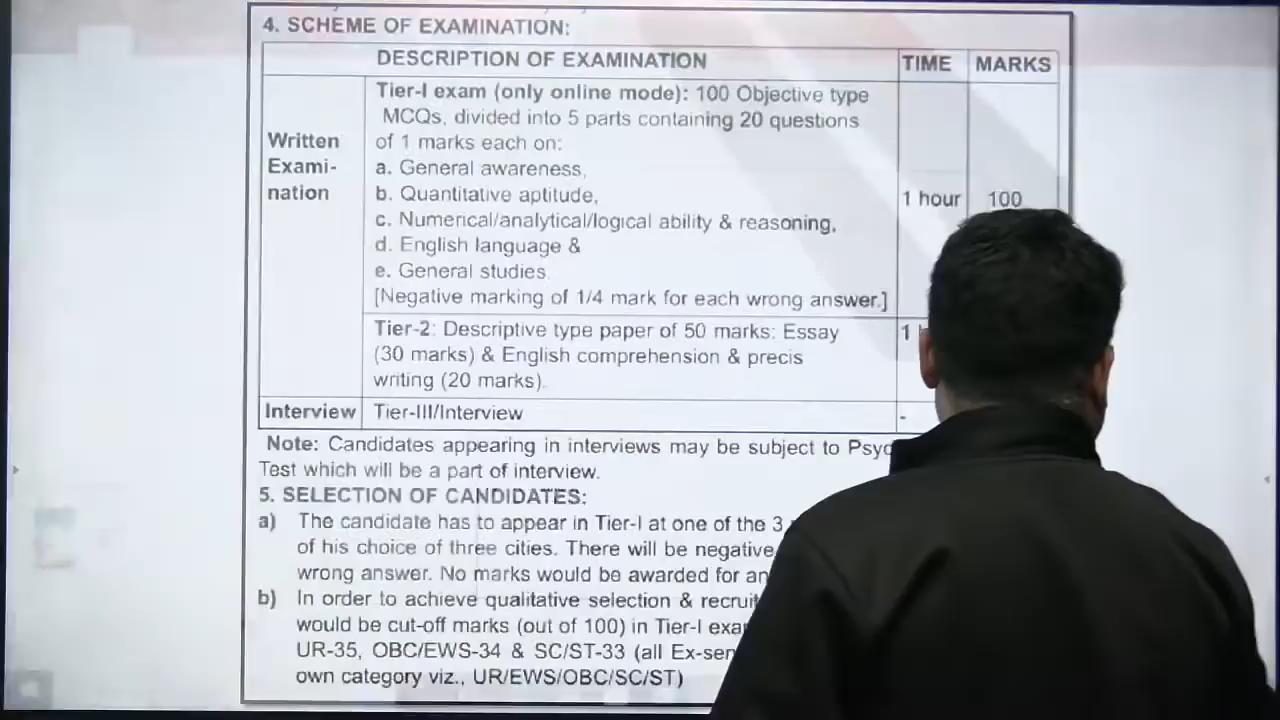 4. SCHEME OF EXAMINATION:
DESCRIPTION OF EXAMINATION TIME MARKS
Written
Exami-
nation
Tier-I exam (only online mode): 100 Objective type
MCQs, divided into 5 parts containing 20 questions
of 1 marks each on:
a. General awareness,
b. Quantitative aptitude,
c. Numerical/analytical/logical ability & reasoning,
d. English language &
e. General studies
[Negative marking of 1/4 mark for each wrong answer.]
1 hour 100
Tier-2: Descriptive type paper of 50 marks: Essay
(30 marks) & English comprehension & precis
writing (20 marks).
1
Interview Tier-III/Interview -
Note: Candidates appearing in interviews may be subject to
Test which will be a part of interview.
5. SELECTION OF CANDIDATES:
a) The candidate has to appear in Tier-I at one of the 3
of his choice of three cities. There will be negative
wrong answer. No marks would be awarded for
b) In order to achieve qualitative selection &
would be cut-off marks (out of 100) in Tier-I
UR-35, OBC/EWS-34 & SC/ST-33 (all
own category viz., UR/EWS/OBC/SC/ST)